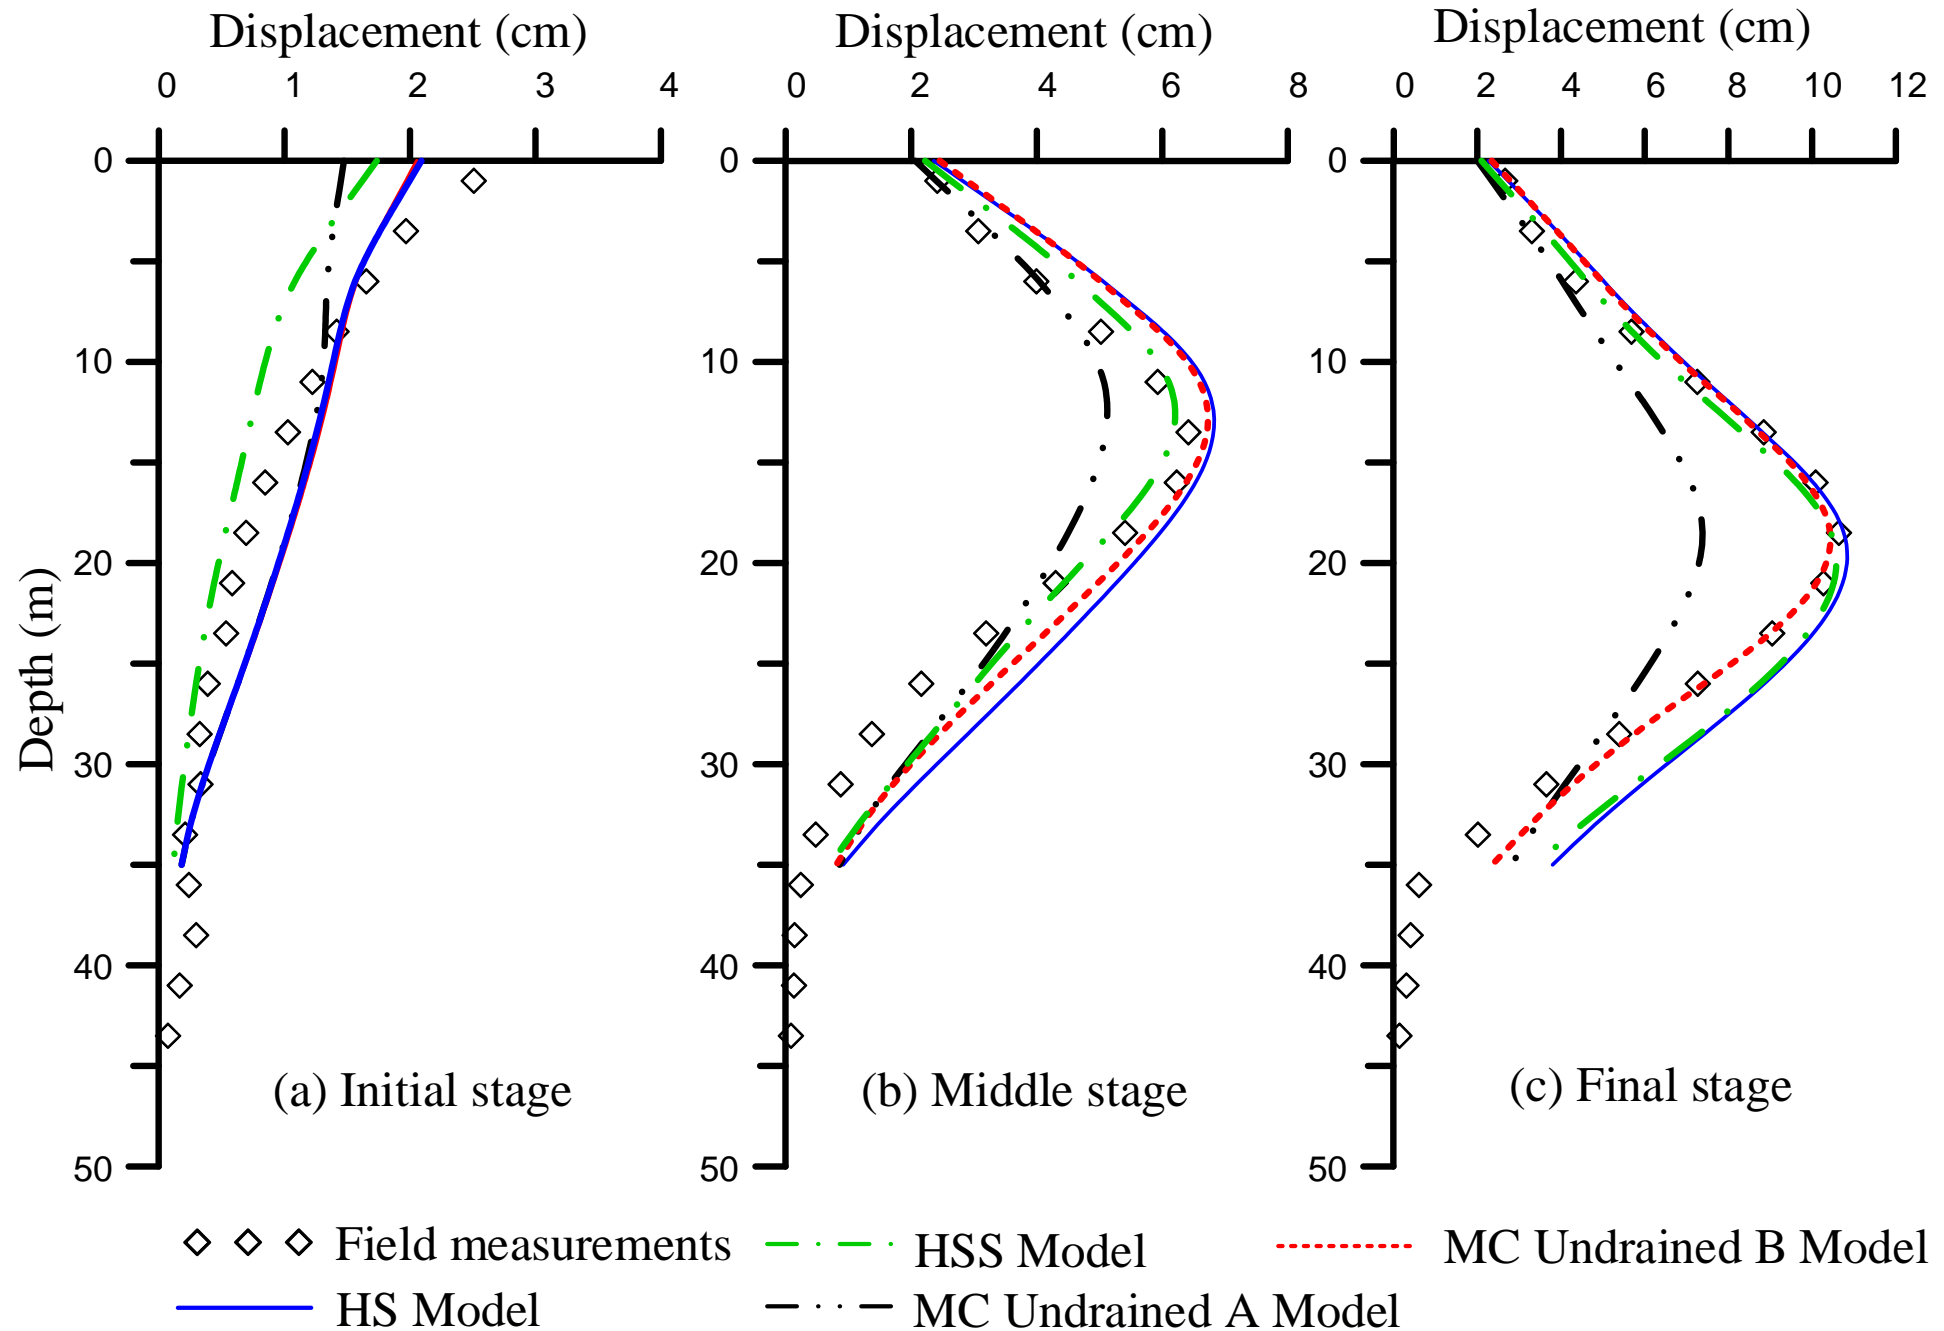 Displacement (cm) Displacement (cm) Displacement (cm)
0 1 2 3 4 0 2 4 6 8 0 2 4 6 8 10 12
0 0 0
10 10 10
20 20 20
Depth (m)
30 30 30
40 40 40
(a) Initial stage (b) Middle stage (c) Final stage
50 50 50
Field measurements HSS Model MC Undrained B Model
HS Model MC Undrained A Model